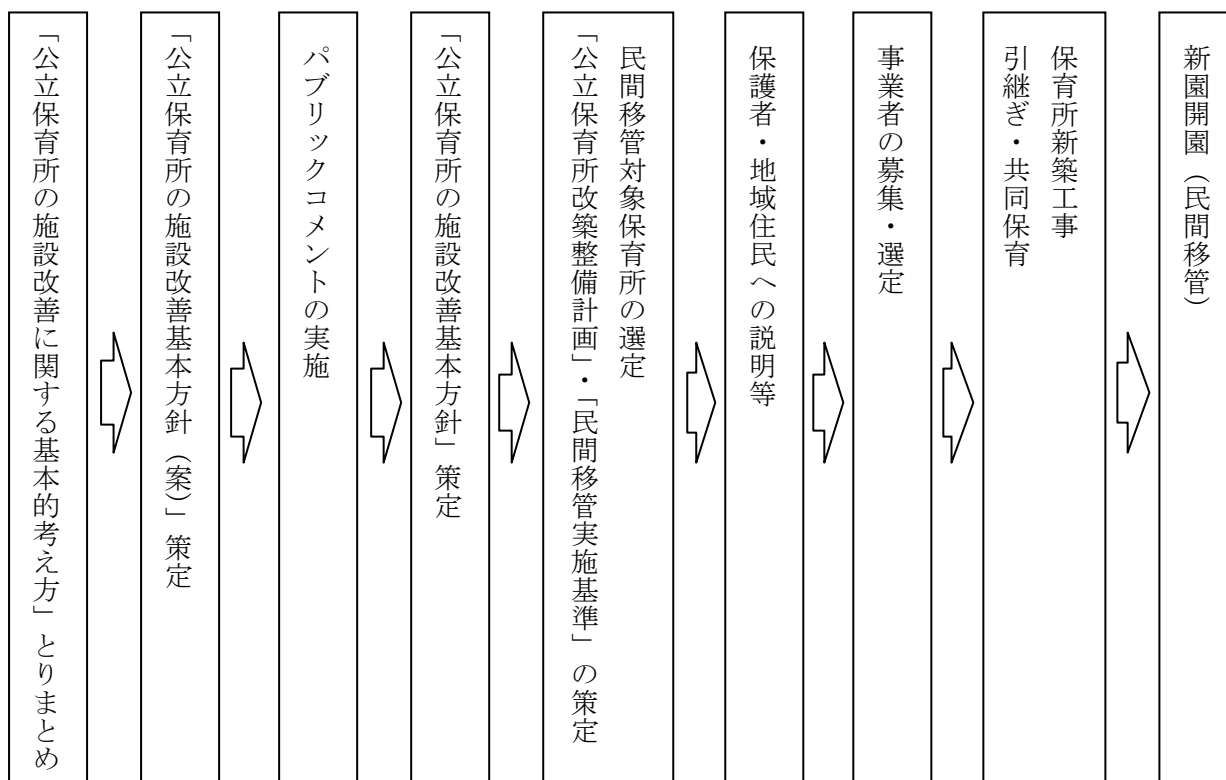 「公立保育所の施設改善に関する基本的考え方」とりまとめ
「公立保育所の施設改善基本方針（案）」策定
パブリックコメントの実施
「公立保育所の施設改善基本方針」策定
民間移管対象保育所の選定
「公立保育所改築整備計画」・「民間移管実施基準」の策定
保護者・地域住民への説明等
事業者の募集・選定
保育所新築工事
引継ぎ・共同保育
新園開園（民間移管）